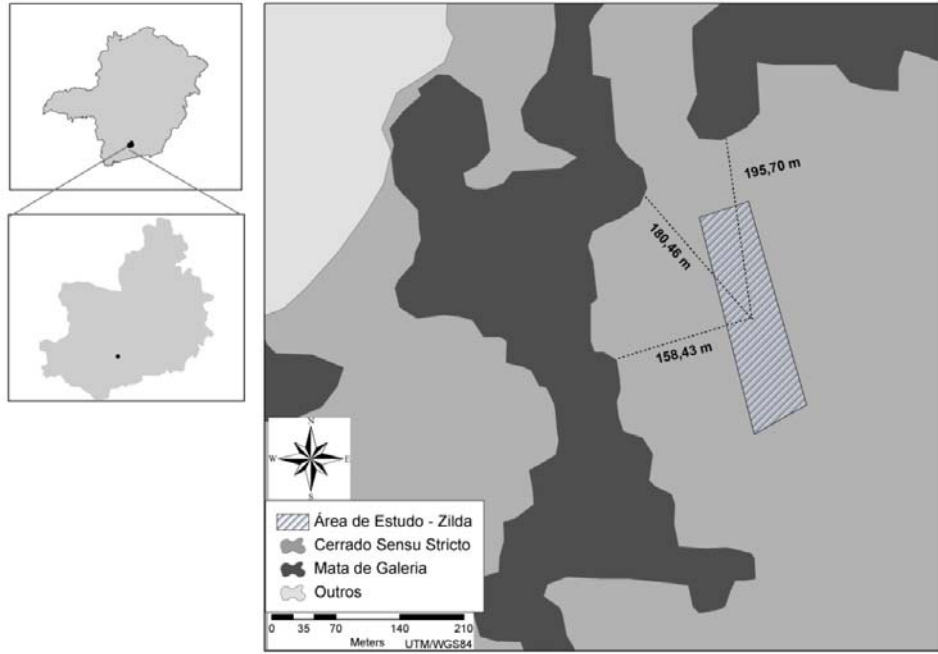 195,70 m
180,46 m
158,43 m
N
W E
S
Área de Estudo - Zilda
Cerrado Sensu Stricto
Mata de Galeria
Outros
0 35 70 140 210
Meters UTM/WGS84